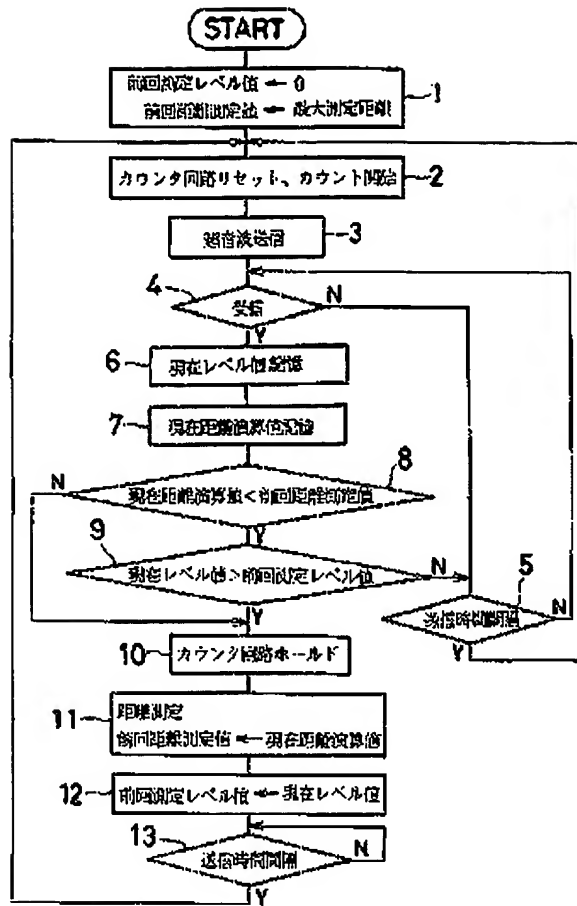 START
前回測定レベル値 ← 0
前回距離測定値 ← 最大測定距離
1
カウンタ回路リセット、カウント開始
2
超音波送信
3
4
受信
N
Y
6
現在レベル値記憶
7
現在距離演算値記憶
8
N
現在距離演算値<前回距離測定値
Y
9
現在レベル値>前回測定レベル値
N
Y
5
送信時間間隔
N
Y
10
カウンタ回路ホールド
11
距離測定
前回距離測定値 ← 現在距離演算値
12
前回測定レベル値 ← 現在レベル値
13
送信時間間隔
N
Y